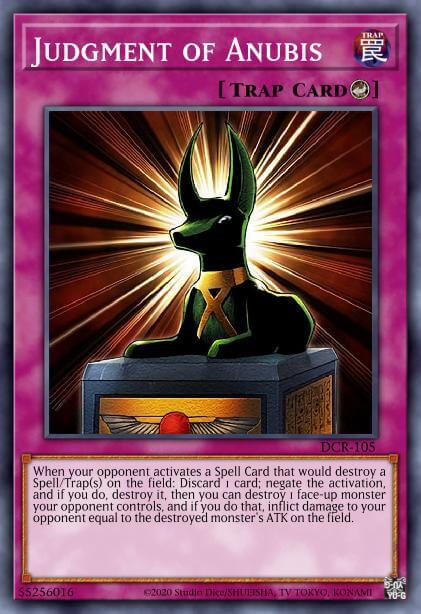 JUDGMENT OF ANUBIS
TRAP
罠
[TRAP CARD]
DCR-105
When your opponent activates a Spell Card that would destroy a
Spell/Trap(s) on the field: Discard 1 card; negate the activation,
and if you do, destroy it, then you can destroy 1 face-up monster
your opponent controls, and if you do that, inflict damage to your
opponent equal to the destroyed monster's ATK on the field.
55256016
©2020 Studio Dice/SHUEISHA, TV TOKYO, KONAMI